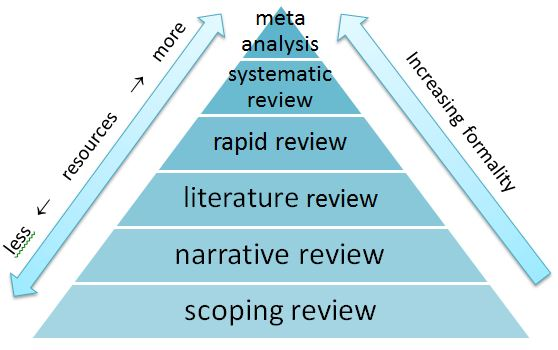 meta
analysis
systematic
review
rapid review
literature review
narrative review
scoping review
less ← resources → more
Increasing formality